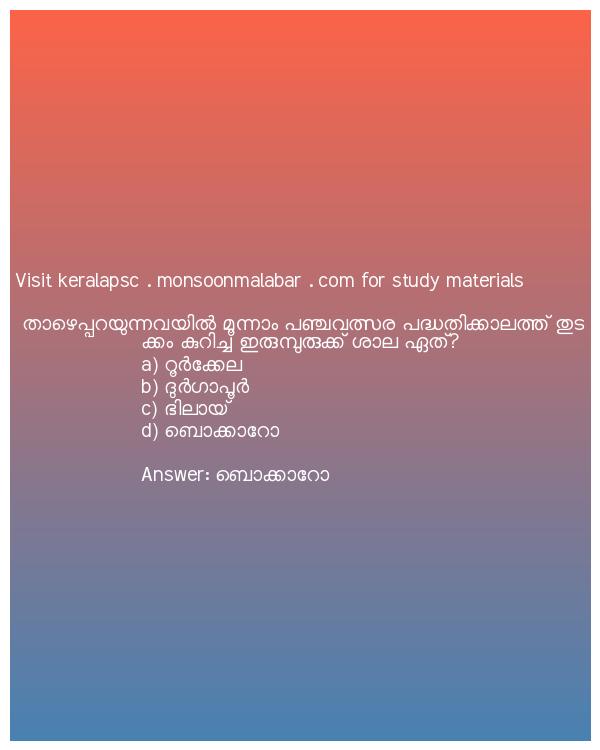 Visit keralapsc . monsoonmalabar . com for study materials
താഴെപ്പറയുന്നവയിൽ മൂന്നാം പഞ്ചവത്സര പദ്ധതിക്കാലത്ത് തുട
ക്കം കുറിച്ച ഇരുമ്പുരുക്ക് ശാല ഏത്?
a) റൂർക്കേല
b) ദുർഗാപൂർ
c) ഭിലായ്
d) ബൊക്കാറോ
Answer: ബൊക്കാറോ